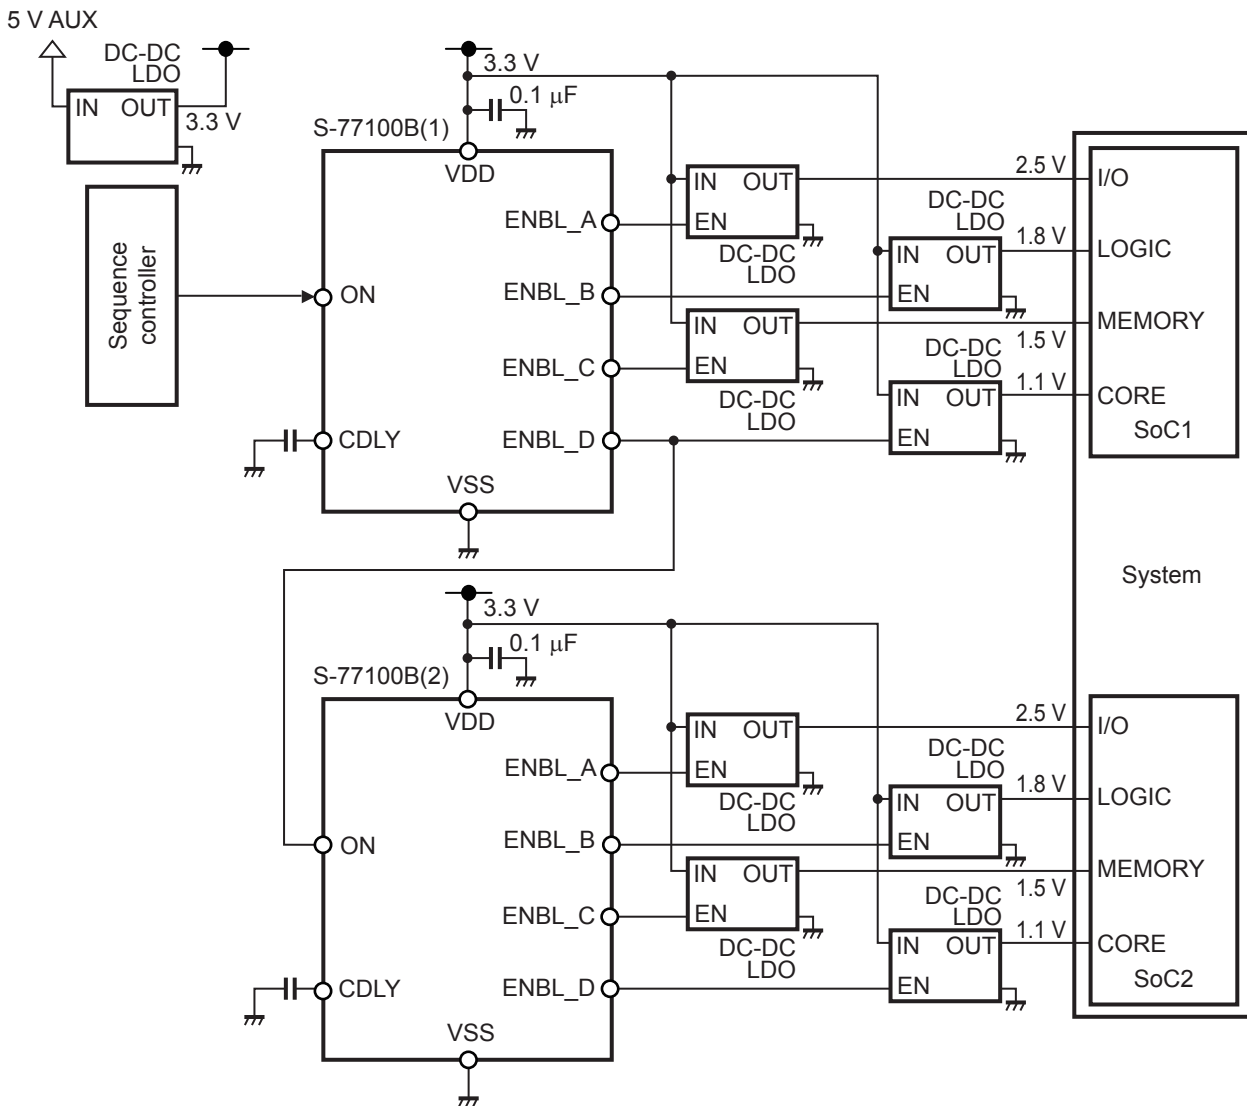 5 V AUX
DC-DC
LDO
IN OUT
3.3 V
Sequence
controller
3.3 V
0.1 μF
S-77100B(1)
VDD
ENBL_A
ENBL_B
ENBL_C
ENBL_D
ON
CDLY
VSS
IN OUT
EN
DC-DC
LDO
DC-DC
LDO
IN OUT
EN
IN OUT
EN
DC-DC
LDO
DC-DC
LDO
IN OUT
EN
2.5 V
1.8 V
1.5 V
1.1 V
I/O
LOGIC
MEMORY
CORE
SoC1
System
3.3 V
0.1 μF
S-77100B(2)
VDD
ENBL_A
ENBL_B
ENBL_C
ENBL_D
ON
CDLY
VSS
IN OUT
EN
DC-DC
LDO
DC-DC
LDO
IN OUT
EN
IN OUT
EN
DC-DC
LDO
DC-DC
LDO
IN OUT
EN
2.5 V
1.8 V
1.5 V
1.1 V
I/O
LOGIC
MEMORY
CORE
SoC2